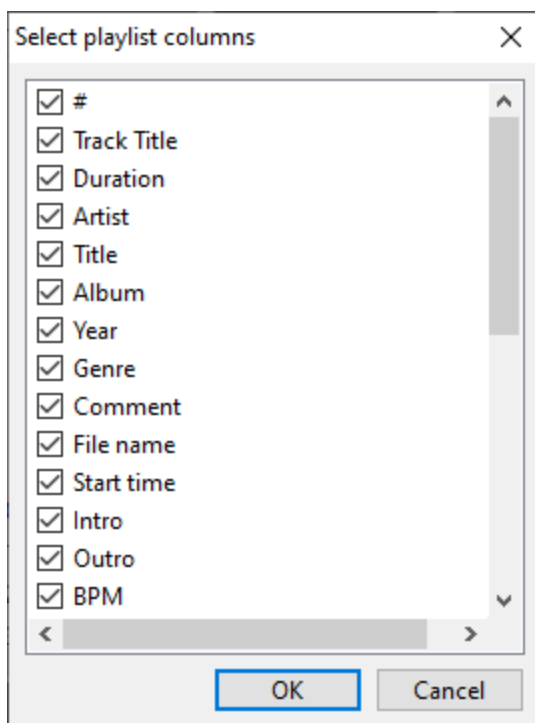 Select playlist columns
#
Track Title
Duration
Artist
Title
Album
Year
Genre
Comment
File name
Start time
Intro
Outro
BPM
OK Cancel